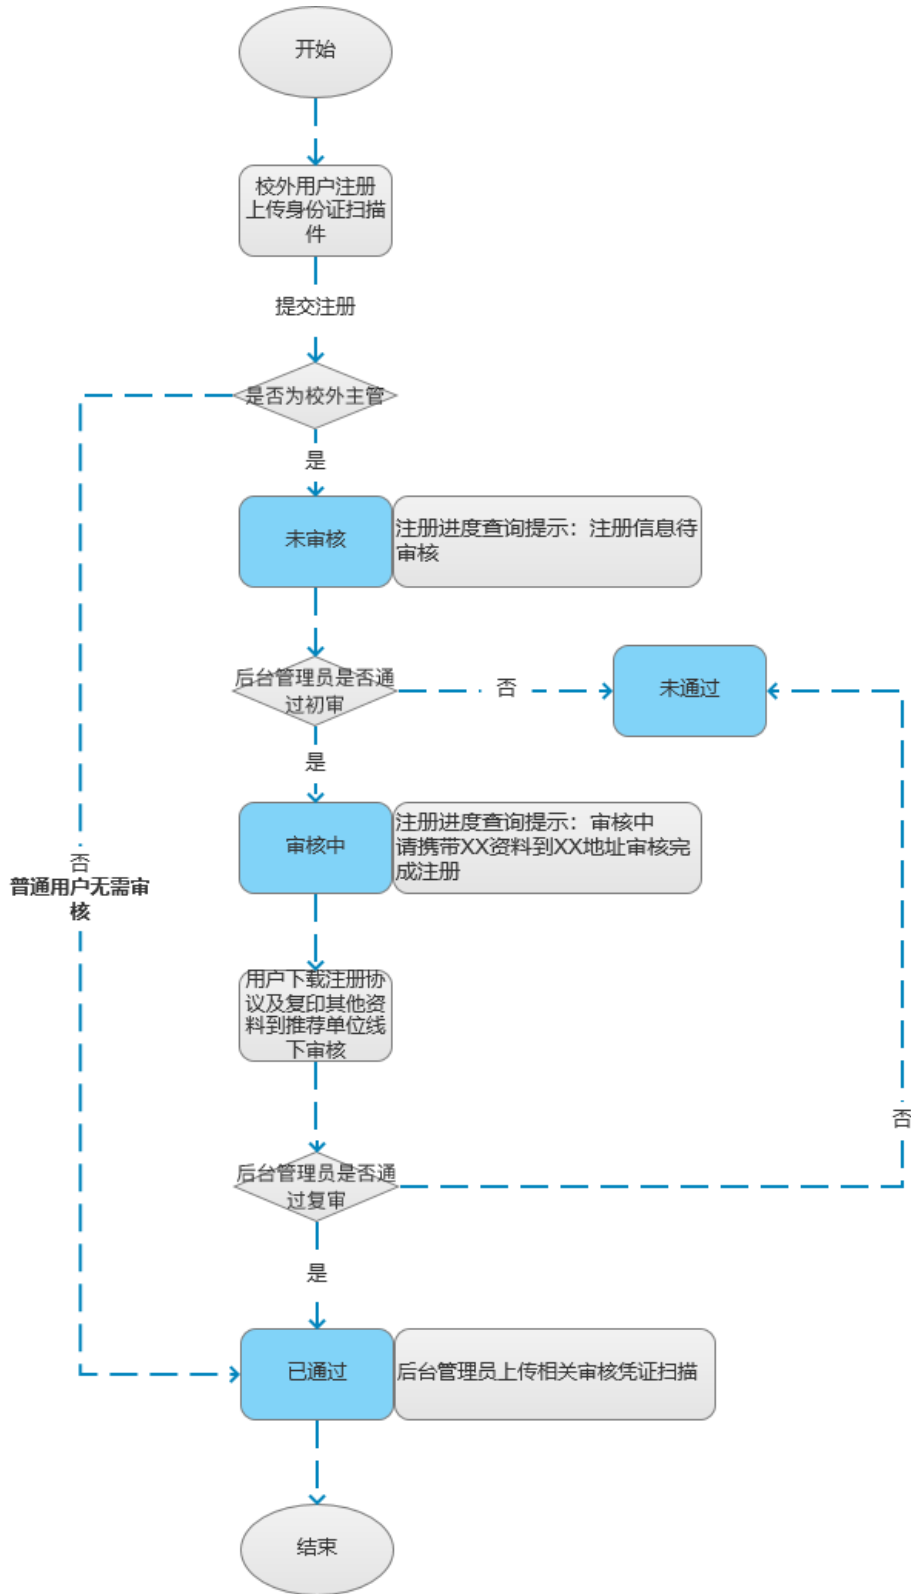 开始
校外用户注册
上传身份证扫描
件
提交注册
是否为校外主管
是
未审核
注册进度查询提示：注册信息待
审核
后台管理员是否通
过初审
否
未通过
是
审核中
注册进度查询提示：审核中
请携带XX资料到XX地址审核完
成注册
否
普通用户无需审
核
用户下载注册协
议及复印其他资
料到推荐单位线
下审核
否
后台管理员是否通
过复审
是
已通过
后台管理员上传相关审核凭证扫描
结束